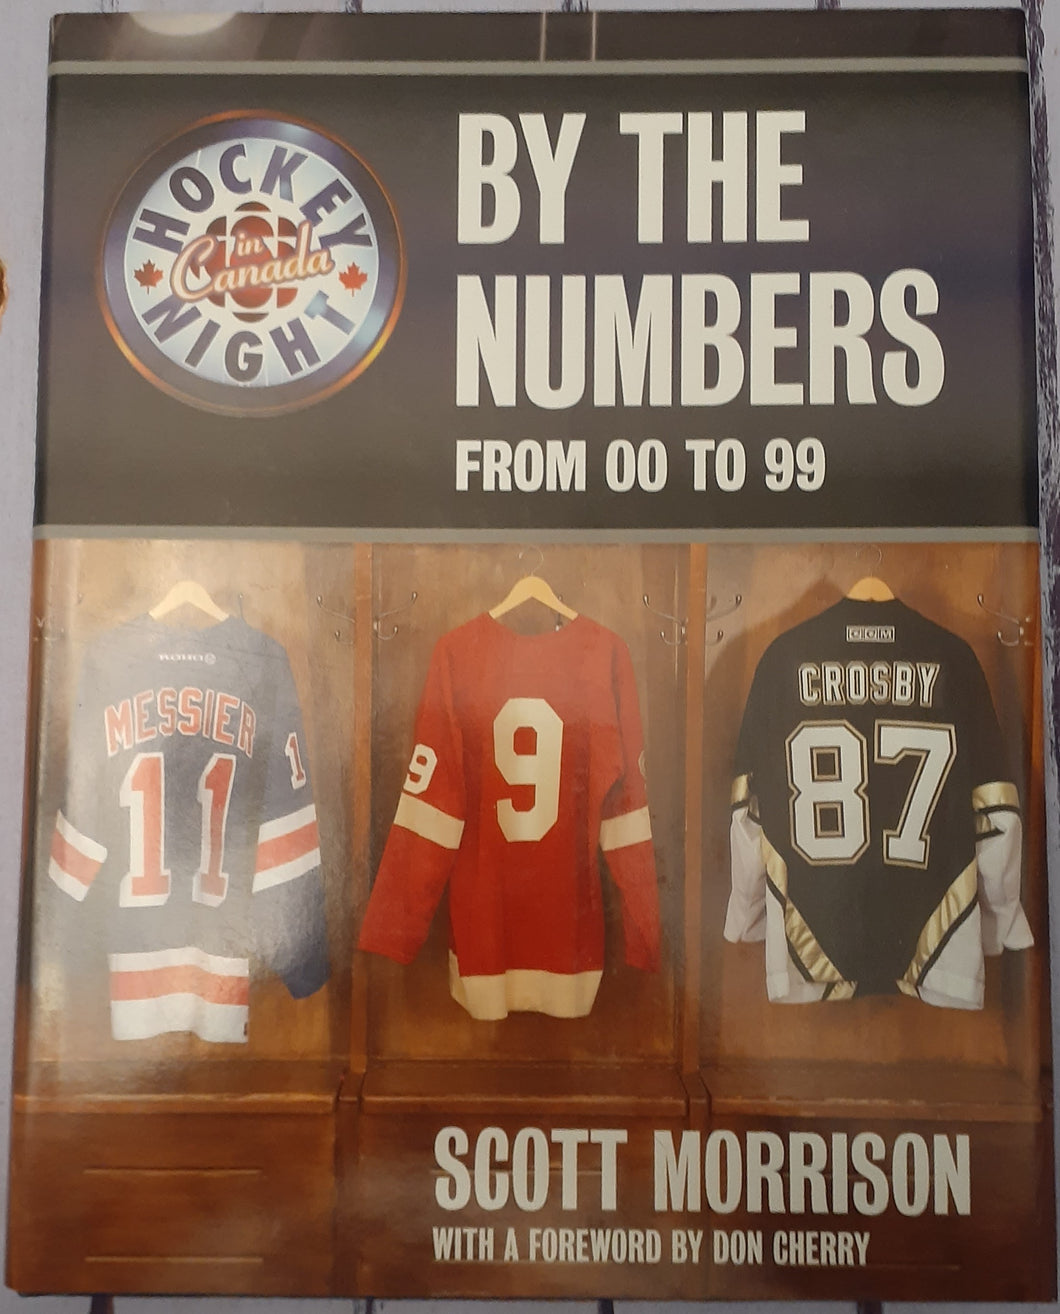 HOCKEY
in
Canada
NIGHT
BY THE
NUMBERS
FROM 00 TO 99
MESSIER
11
1
9
9
CCM
CROSBY
87
SCOTT MORRISON
WITH A FOREWORD BY DON CHERRY